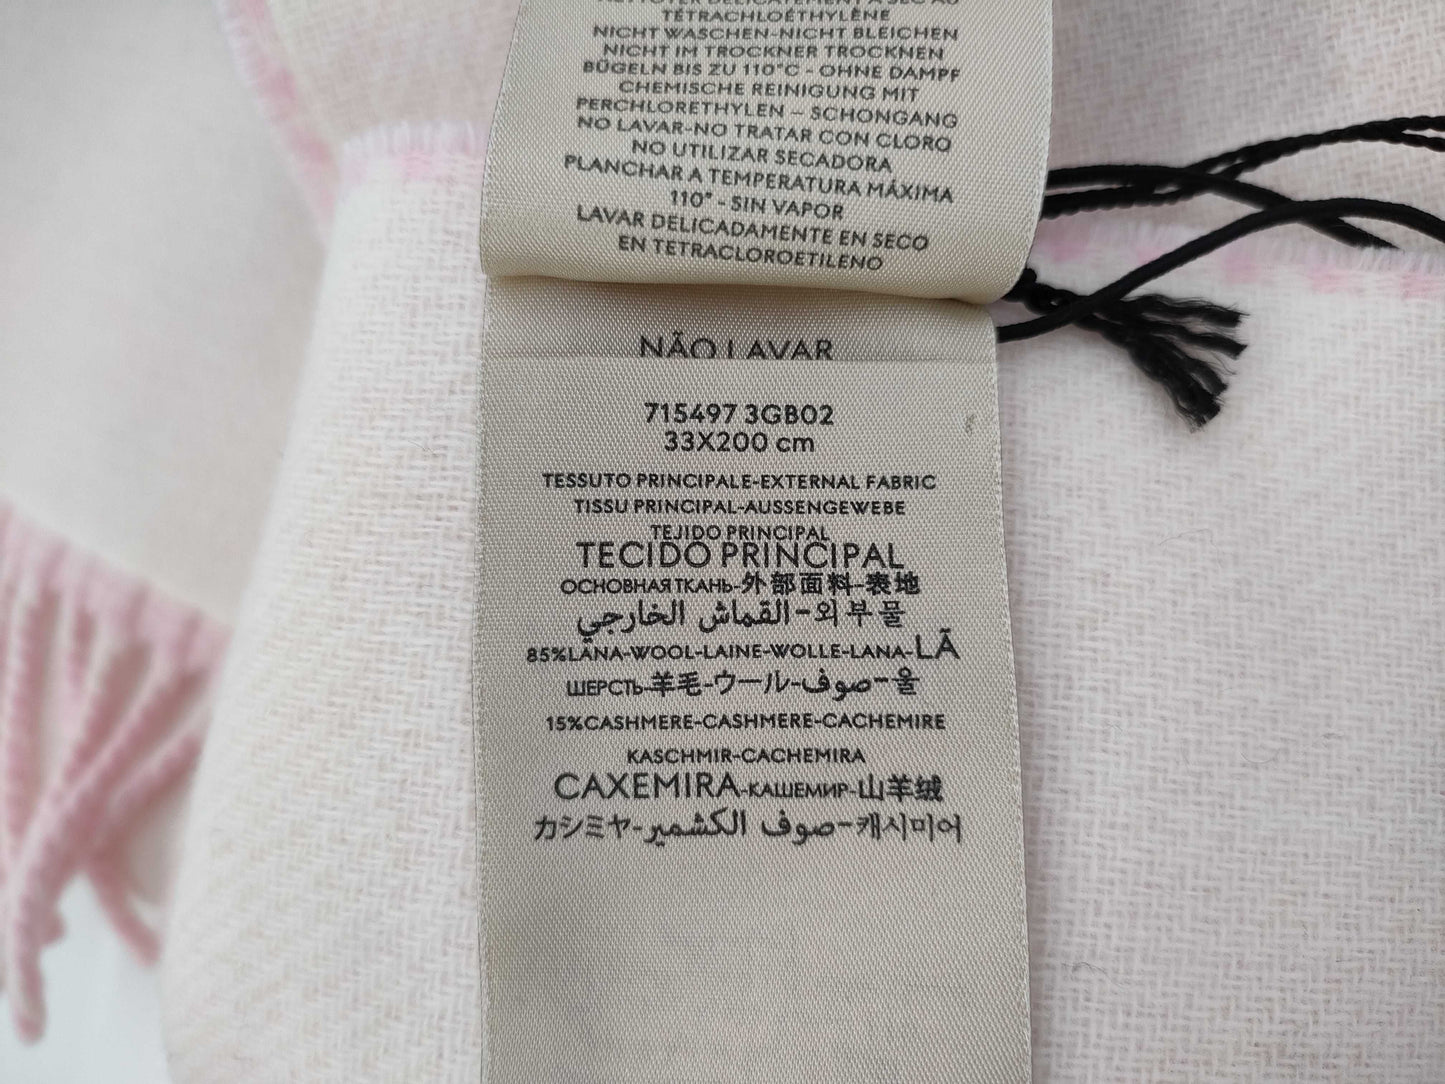 NETTOYER DÉLICATEMENT À SEC AU
TÉTRACHLOÉTHYLÈNE
NICHT WASCHEN-NICHT BLEICHEN
NICHT IM TROCKNER TROCKNEN
BÜGELN BIS ZU 110°C - OHNE DAMPF
CHEMISCHE REINIGUNG MIT
PERCHLORETHYLEN – SCHONGANG
NO LAVAR-NO TRATAR CON CLORO
NO UTILIZAR SECADORA
PLANCHAR A TEMPERATURA MÁXIMA
110° - SIN VAPOR
LAVAR DELICADAMENTE EN SECO
EN TETRACLOROETILENO
NÃO LAVAR
715497 3GB02
33X200 cm
TESSUTO PRINCIPALE-EXTERNAL FABRIC
TISSU PRINCIPAL-AUSSENGEWEBE
TEJIDO PRINCIPAL
TECIDO PRINCIPAL
ОСНОВНАЯ ТКАНЬ-外部面料-表地
القماش الخارجي-외부물
85%LANA-WOOL-LAINE-WOLLE-LANA-LÃ
ШЕРСТЬ-羊毛-ウール-صوف-울
15%CASHMERE-CASHMERE-CACHEMIRE
KASCHMIR-CACHEMIRA
CAXEMIRA-КАШЕМИР-山羊绒
カシミヤ-صوف الكشمير-캐시미어